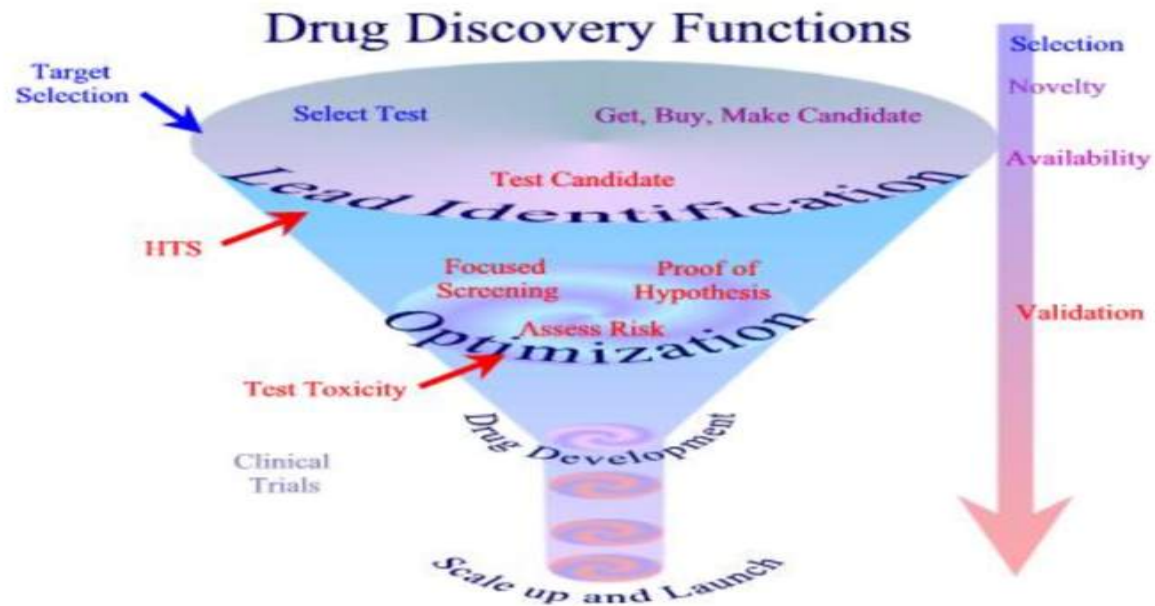 Drug Discovery Functions
Target
Selection
Select Test
Get, Buy, Make Candidate
Test Candidate
Lead Identification
HTS
Focused
Screening
Proof of
Hypothesis
Assess Risk
Optimization
Test Toxicity
Drug Development
Clinical
Trials
Scale up and Launch
Selection
Novelty
Availability
Validation